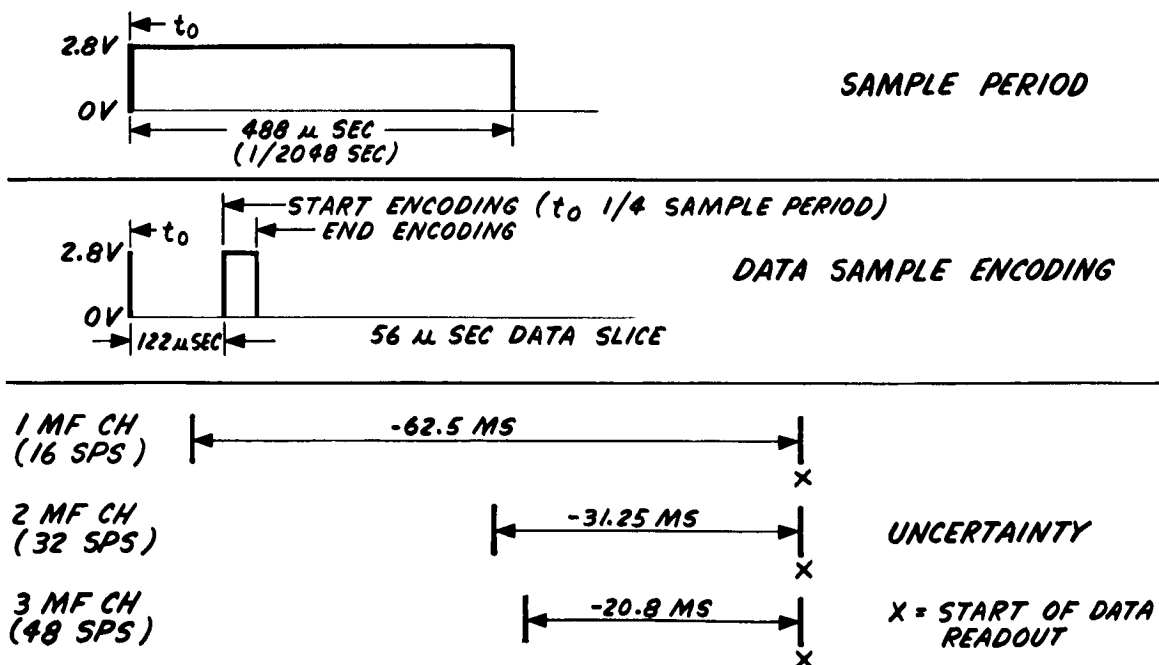 t₀
2.8V
0V
SAMPLE PERIOD
488 µ SEC
(1/2048 SEC)
START ENCODING (t₀ 1/4 SAMPLE PERIOD)
t₀
END ENCODING
2.8V
DATA SAMPLE ENCODING
0V
122µSEC
56 µ SEC DATA SLICE
1 MF CH
(16 SPS)
-62.5 MS
X
2 MF CH
(32 SPS)
-31.25 MS
UNCERTAINTY
X
3 MF CH
(48 SPS)
-20.8 MS
X = START OF DATA
READOUT
X